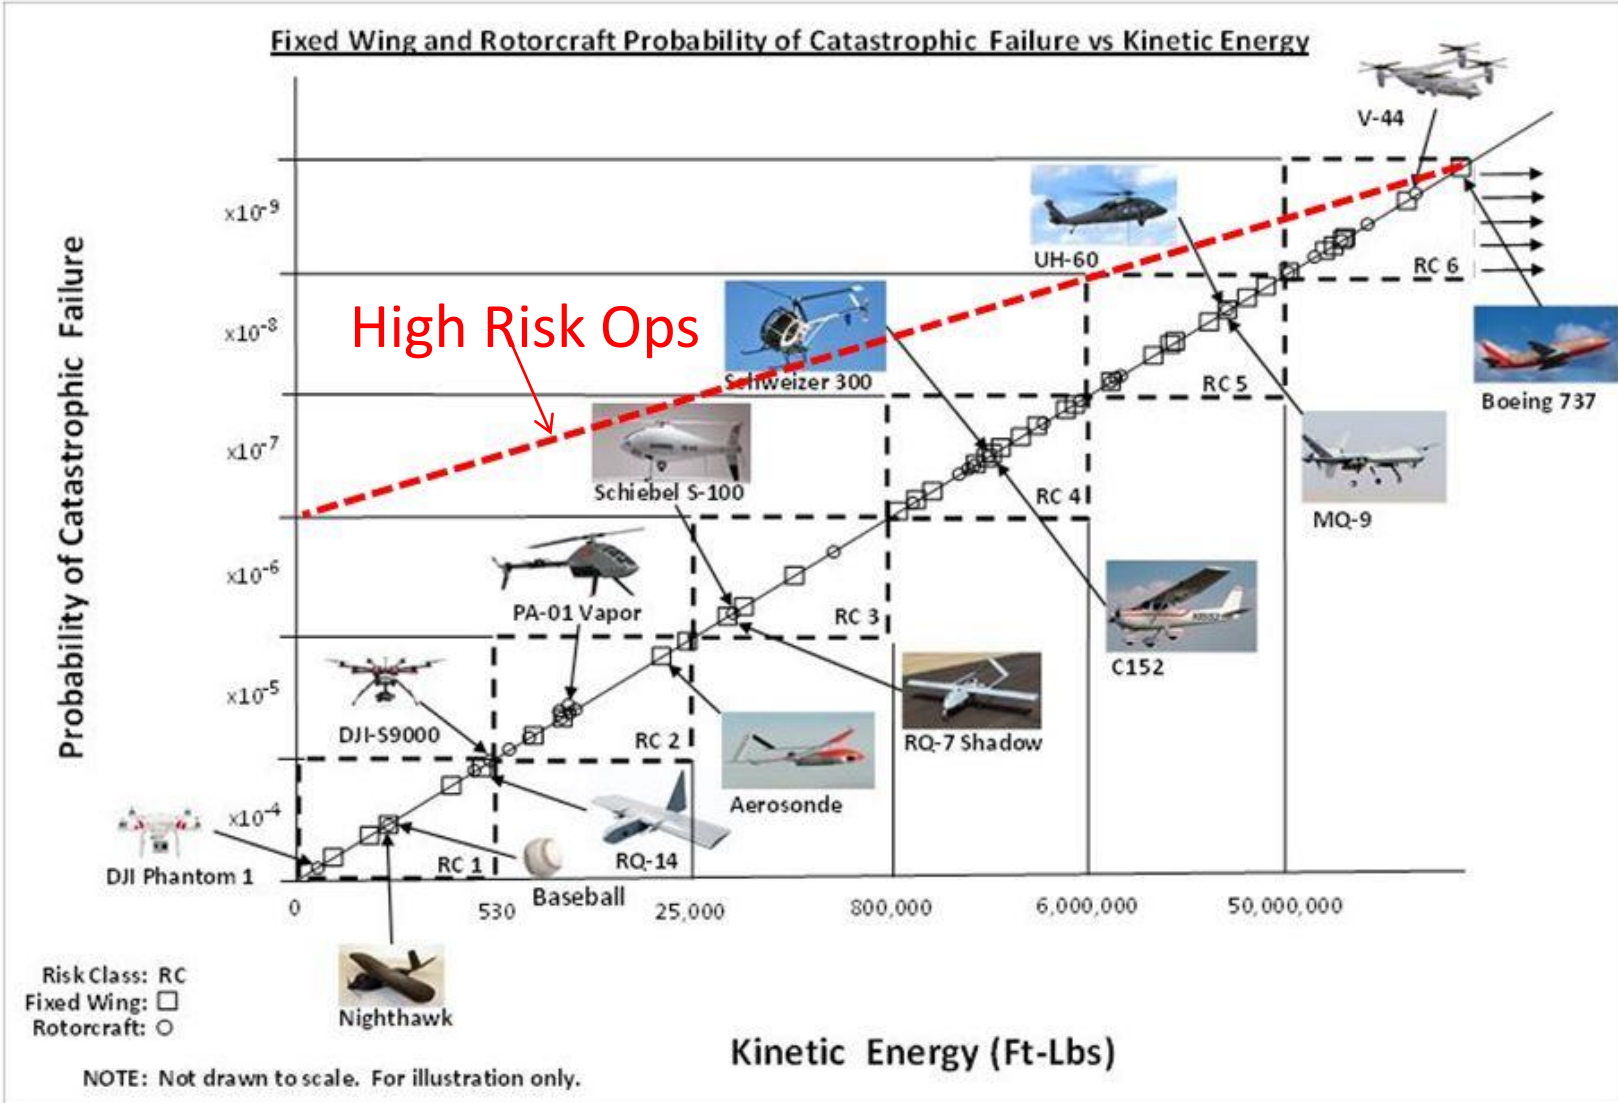 Fixed Wing and Rotorcraft Probability of Catastrophic Failure vs Kinetic Energy
V-44
x10-9
UH-60
RC 6
High Risk Ops
x10-8
Schweizer 300
RC 5
Boeing 737
x10-7
Schiebel S-100
RC 4
MQ-9
x10-6
PA-01 Vapor
RC 3
C152
x10-5
DJI-S9000
RC 2
RQ-7 Shadow
Aerosonde
x10-4
DJI Phantom 1
RC 1
RQ-14
Baseball
0
530
25,000
800,000
6,000,000
50,000,000
Probability of Catastrophic Failure
Nighthawk
Risk Class: RC
Fixed Wing: □
Rotorcraft: ○
Kinetic Energy (Ft-Lbs)
NOTE: Not drawn to scale. For illustration only.